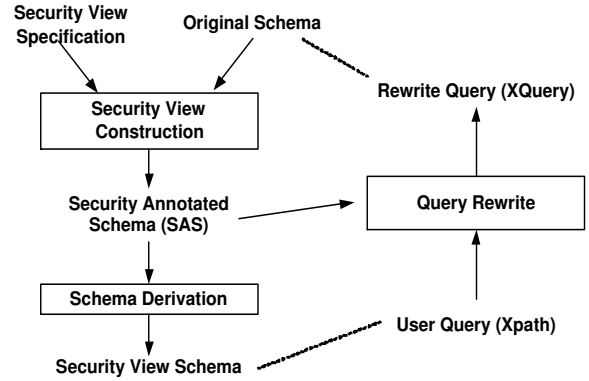 Security View
Specification
Original Schema
Rewrite Query (XQuery)
Security View
Construction
Security Annotated
Schema (SAS)
Query Rewrite
Schema Derivation
User Query (Xpath)
Security View Schema